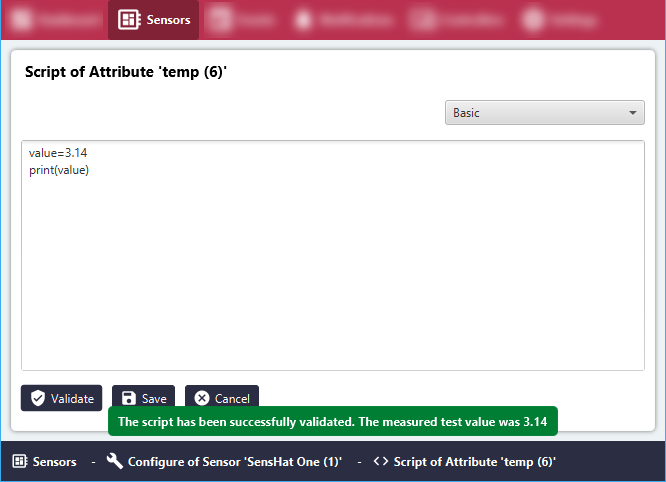 Sensors
Script of Attribute 'temp (6)'
Basic
value=3.14
print(value)
Validate
Save
Cancel
The script has been successfully validated. The measured test value was 3.14
Sensors - Configure of Sensor 'SensHat One (1)' - Script of Attribute 'temp (6)'